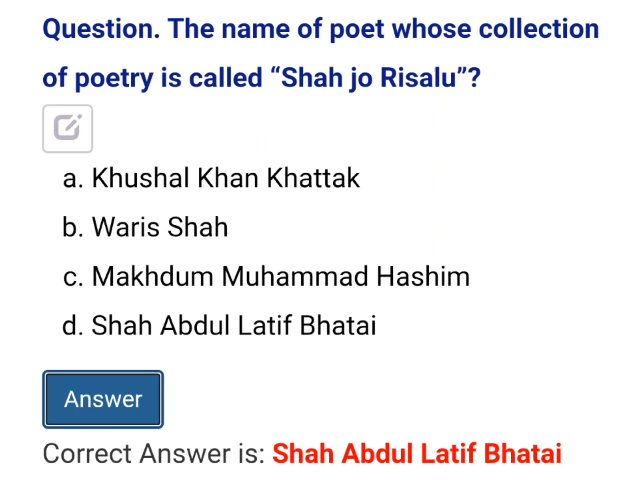 Question. The name of poet whose collection
of poetry is called “Shah jo Risalu”?
a. Khushal Khan Khattak
b. Waris Shah
c. Makhdum Muhammad Hashim
d. Shah Abdul Latif Bhatai
Answer
Correct Answer is: Shah Abdul Latif Bhatai